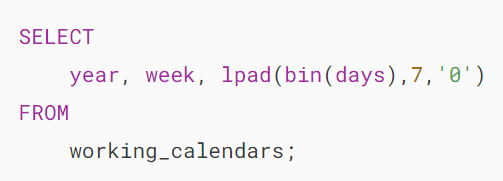 SELECT
year, week, lpad(bin(days),7,'0')
FROM
working_calendars;